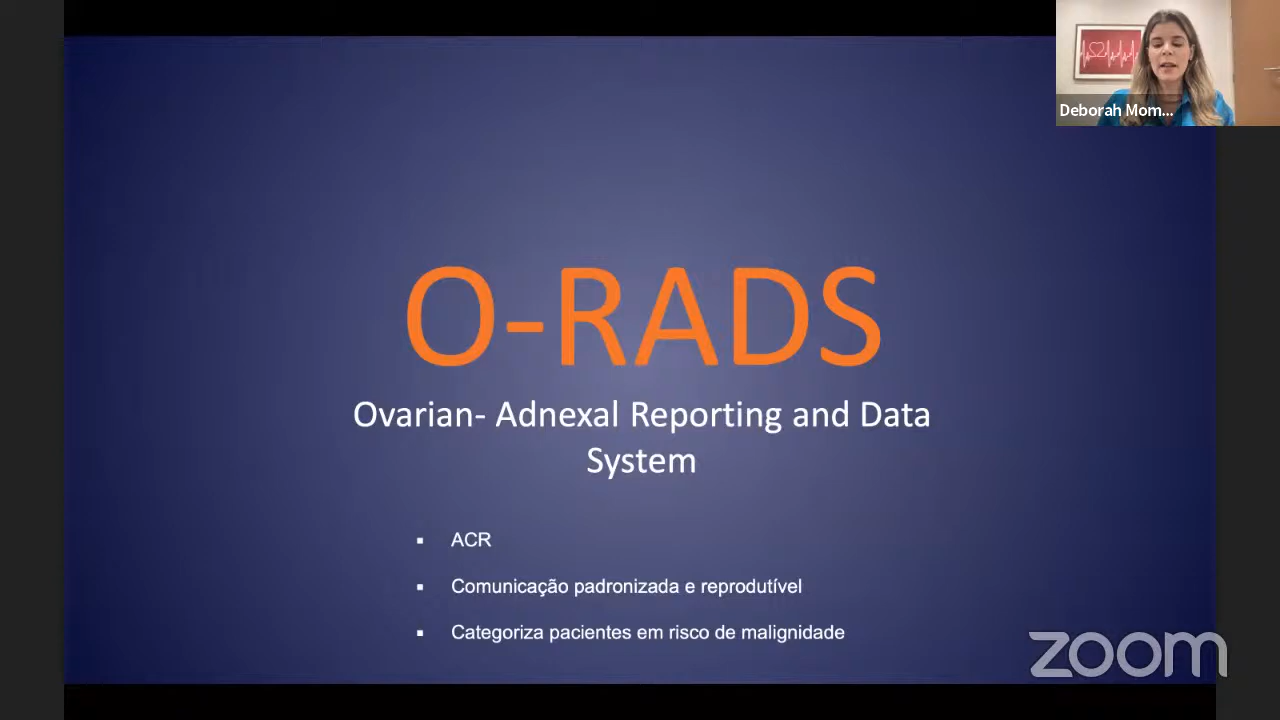 Deborah Mom...
O-RADS
Ovarian- Adnexal Reporting and Data
System
▪ ACR
▪ Comunicação padronizada e reprodutível
▪ Categoriza pacientes em risco de malignidade
zoom